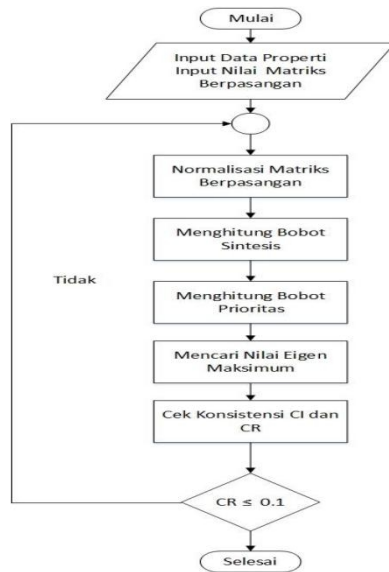 Mulai
Input Data Properti
Input Nilai Matriks
Berpasangan
Normalisasi Matriks
Berpasangan
Menghitung Bobot
Sintesis
Tidak
Menghitung Bobot
Prioritas
Mencari Nilai Eigen
Maksimum
Cek Konsistensi CI dan
CR
CR ≤ 0.1
Selesai